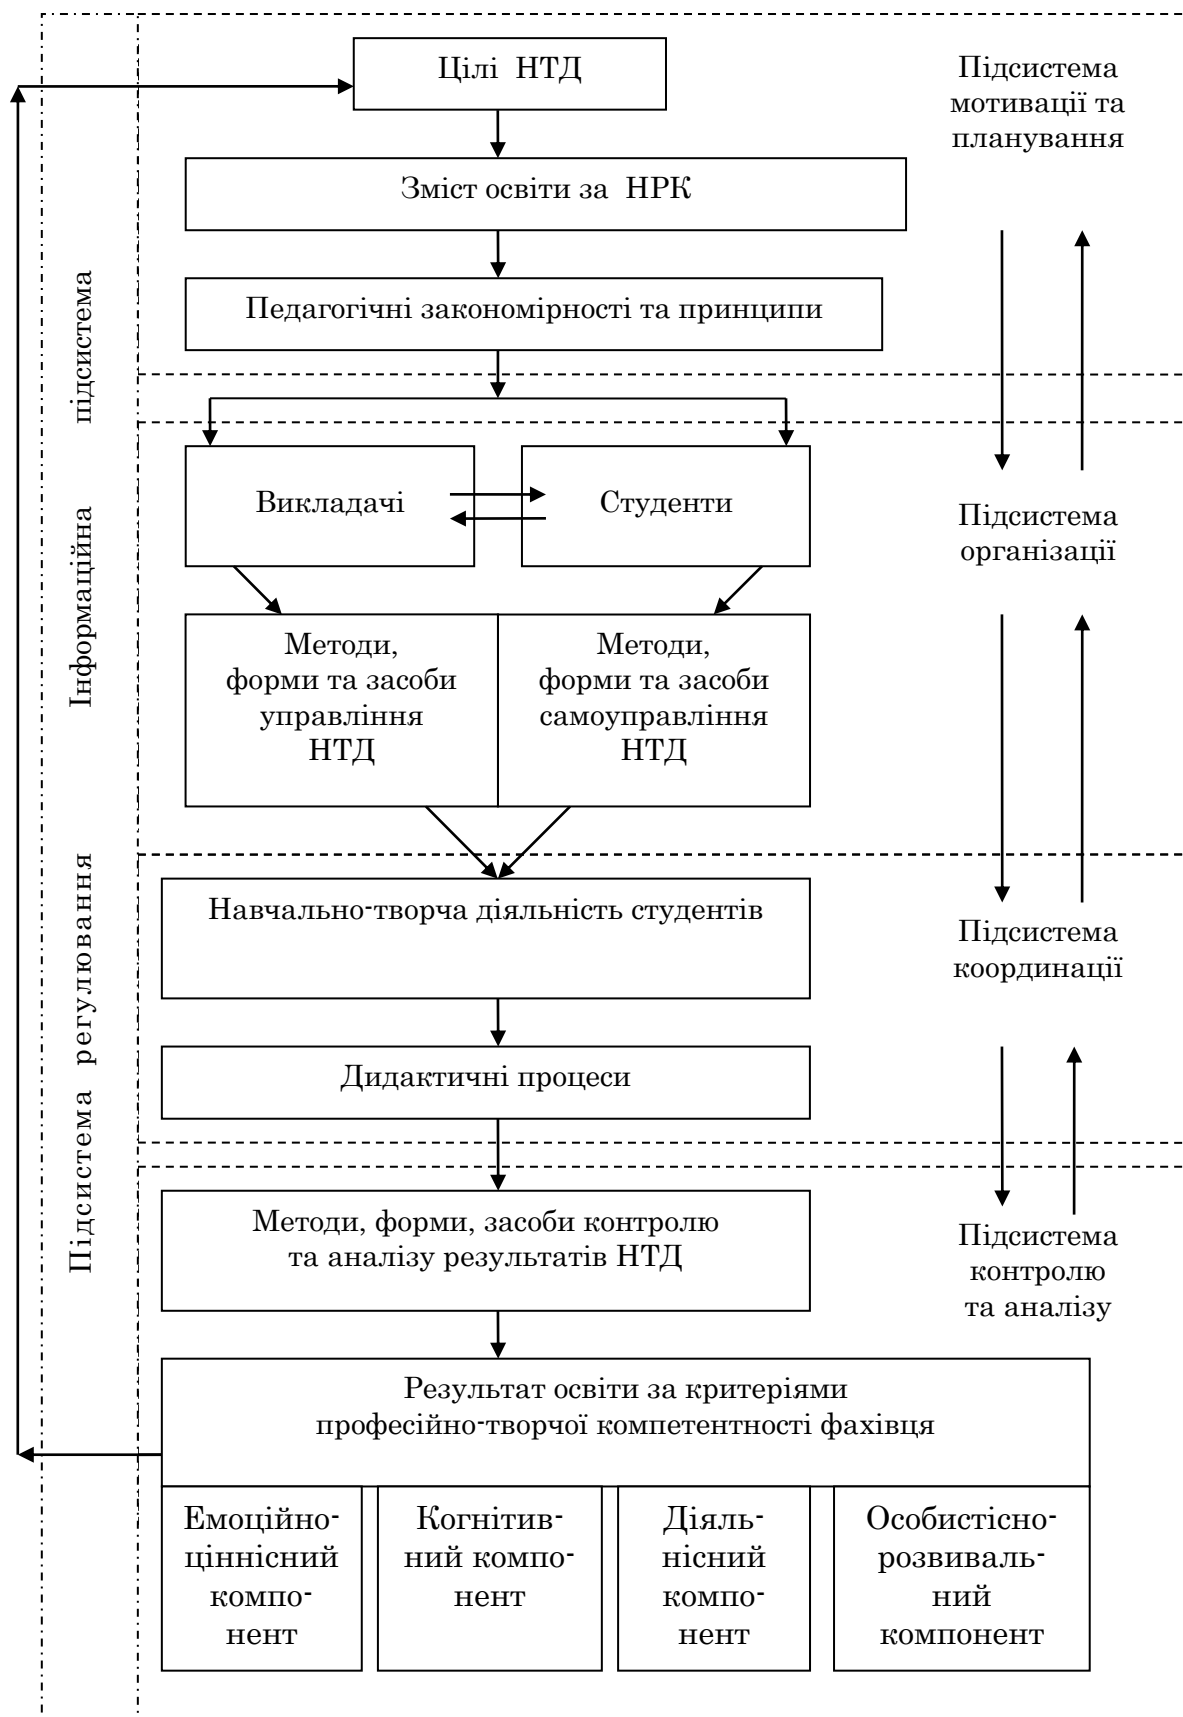 Цілі НТД
Підсистема
мотивації та
планування
Зміст освіти за НРК
Педагогічні закономірності та принципи
Викладачі
Студенти
Підсистема
організації
Методи,
форми та засоби
управління
НТД
Методи,
форми та засоби
самоуправління
НТД
Навчально-творча діяльність студентів
Підсистема
координації
Дидактичні процеси
Методи, форми, засоби контролю
та аналізу результатів НТД
Підсистема
контролю
та аналізу
Результат освіти за критеріями
професійно-творчої компетентності фахівця
Емоційно-
ціннісний
компо-
нент
Когнітив-
ний компо-
нент
Діяль-
нісний
компо-
нент
Особистісно-
розвиваль-
ний
компонент
Підсистема регулювання
Інформаційна підсистема